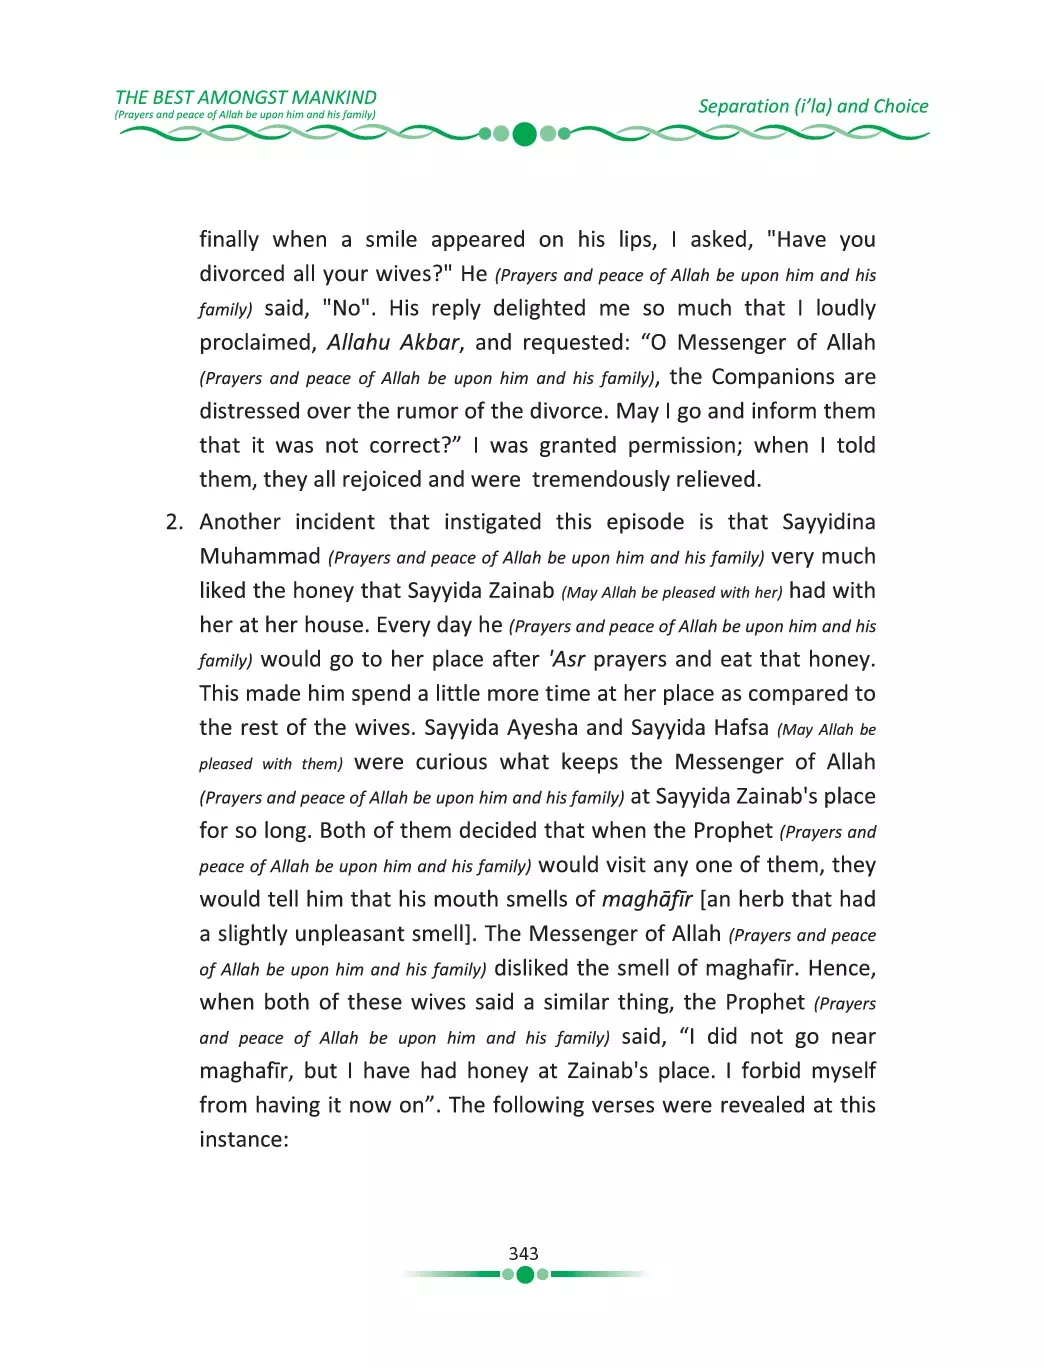 THE BEST AMONGST MANKIND
(Prayers and peace of Allah be upon him and his family)
Separation (i’la) and Choice
finally when a smile appeared on his lips, I asked, "Have you
divorced all your wives?" He (Prayers and peace of Allah be upon him and his
family) said, "No". His reply delighted me so much that I loudly
proclaimed, Allahu Akbar, and requested: “O Messenger of Allah
(Prayers and peace of Allah be upon him and his family), the Companions are
distressed over the rumor of the divorce. May I go and inform them
that it was not correct?” I was granted permission; when I told
them, they all rejoiced and were tremendously relieved.
2. Another incident that instigated this episode is that Sayyidina
Muhammad (Prayers and peace of Allah be upon him and his family) very much
liked the honey that Sayyida Zainab (May Allah be pleased with her) had with
her at her house. Every day he (Prayers and peace of Allah be upon him and his
family) would go to her place after 'Asr prayers and eat that honey.
This made him spend a little more time at her place as compared to
the rest of the wives. Sayyida Ayesha and Sayyida Hafsa (May Allah be
pleased with them) were curious what keeps the Messenger of Allah
(Prayers and peace of Allah be upon him and his family) at Sayyida Zainab's place
for so long. Both of them decided that when the Prophet (Prayers and
peace of Allah be upon him and his family) would visit any one of them, they
would tell him that his mouth smells of maghāfīr [an herb that had
a slightly unpleasant smell]. The Messenger of Allah (Prayers and peace
of Allah be upon him and his family) disliked the smell of maghafīr. Hence,
when both of these wives said a similar thing, the Prophet (Prayers
and peace of Allah be upon him and his family) said, “I did not go near
maghafīr, but I have had honey at Zainab's place. I forbid myself
from having it now on”. The following verses were revealed at this
instance:
343